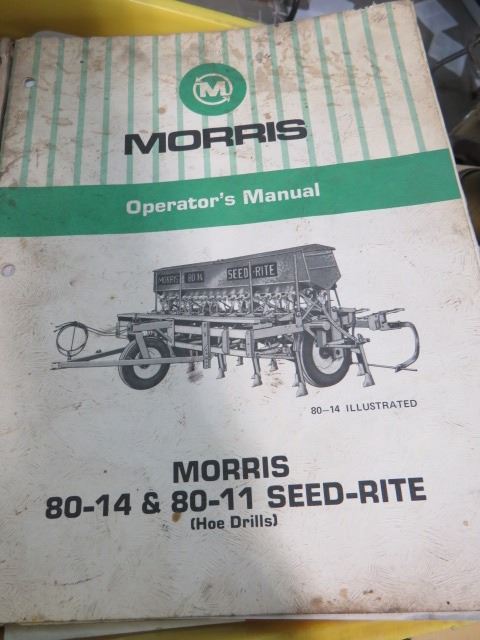 M
MORRIS
Operator's Manual
MORRIS 80-14 SEED-RITE
80-14 ILLUSTRATED
MORRIS
80-14 & 80-11 SEED-RITE
(Hoe Drills)